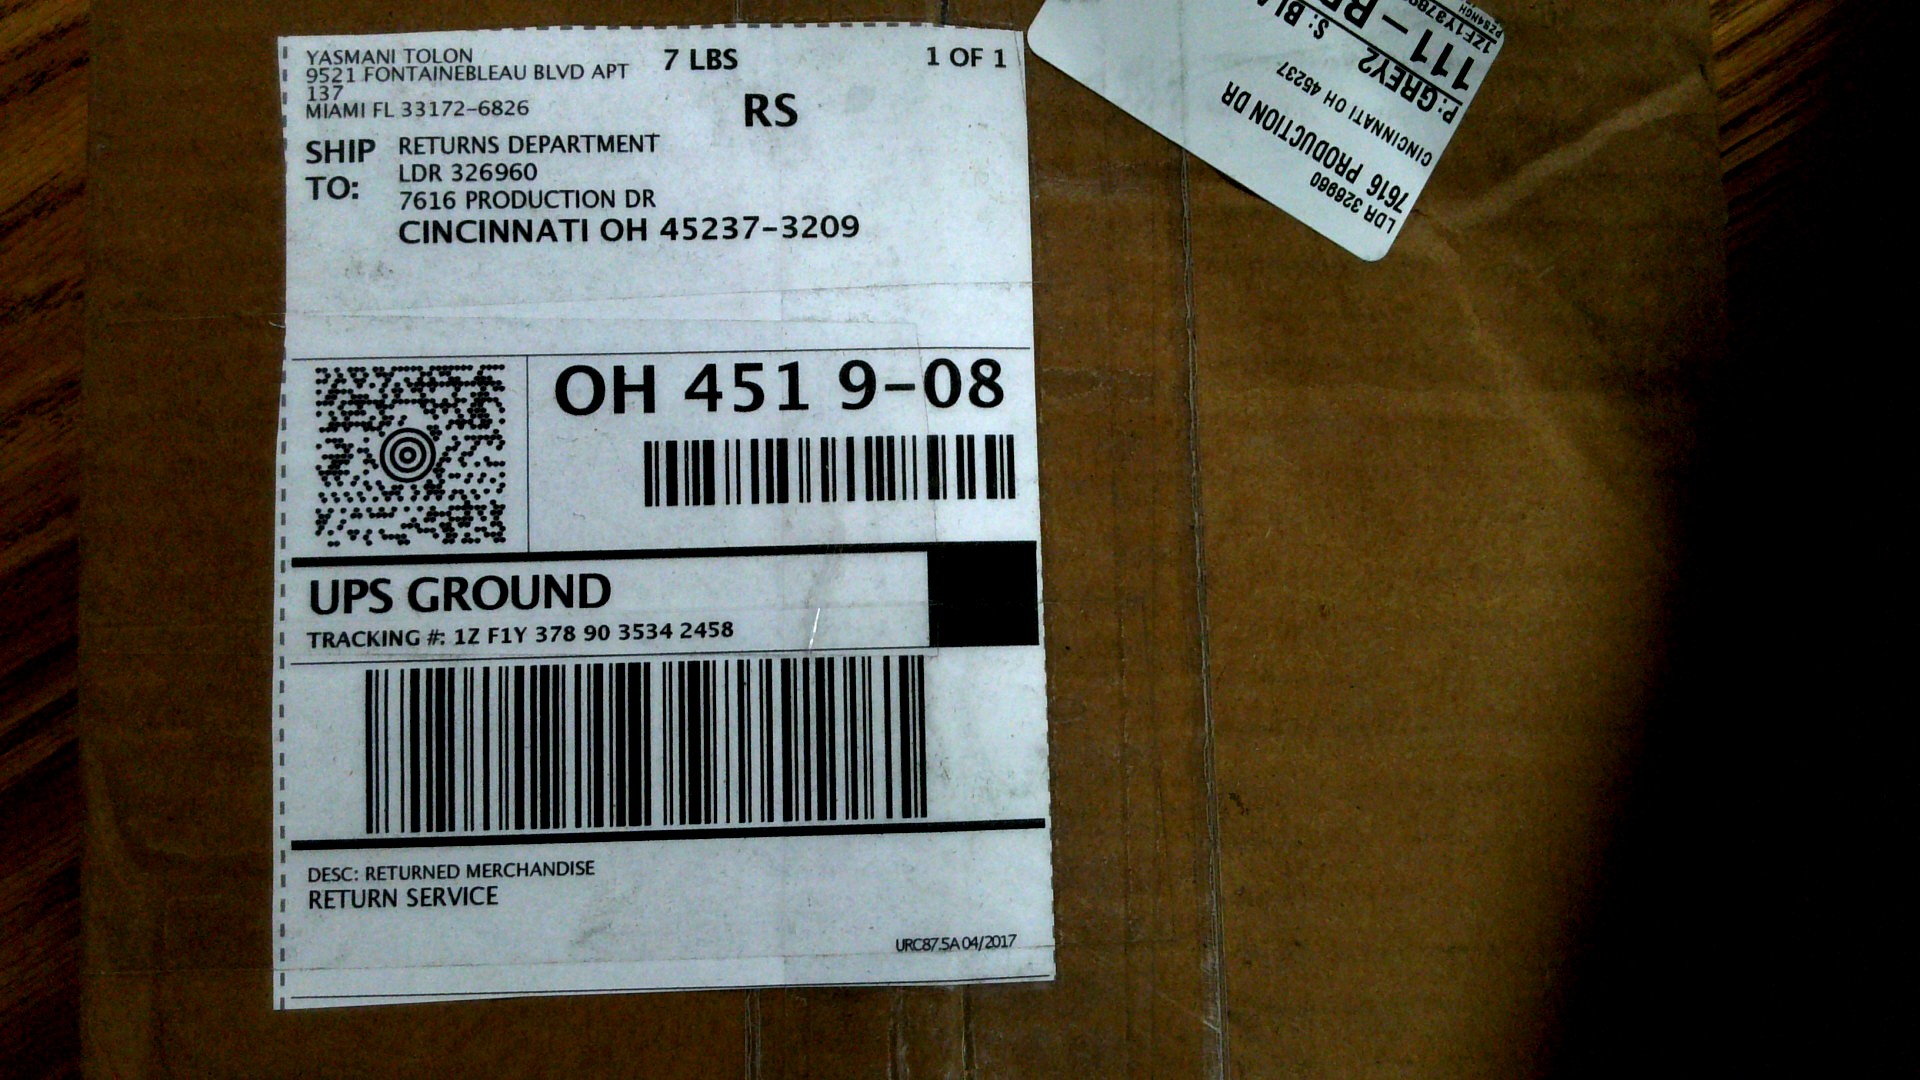 YASMANI TOLON
9521 FONTAINEBLEAU BLVD APT
137
MIAMI FL 33172-6826
7 LBS
1 OF 1
RS
SHIP TO:
RETURNS DEPARTMENT
LDR 326960
7616 PRODUCTION DR
CINCINNATI OH 45237-3209
OH 451 9-08
UPS GROUND
TRACKING #: 1Z F1Y 378 90 3534 2458
DESC: RETURNED MERCHANDISE
RETURN SERVICE
URC87.5A 04/2017
LDR 326960
7616 PRODUCTION DR
CINCINNATI OH 45237
P: GREY2 S:
111 –